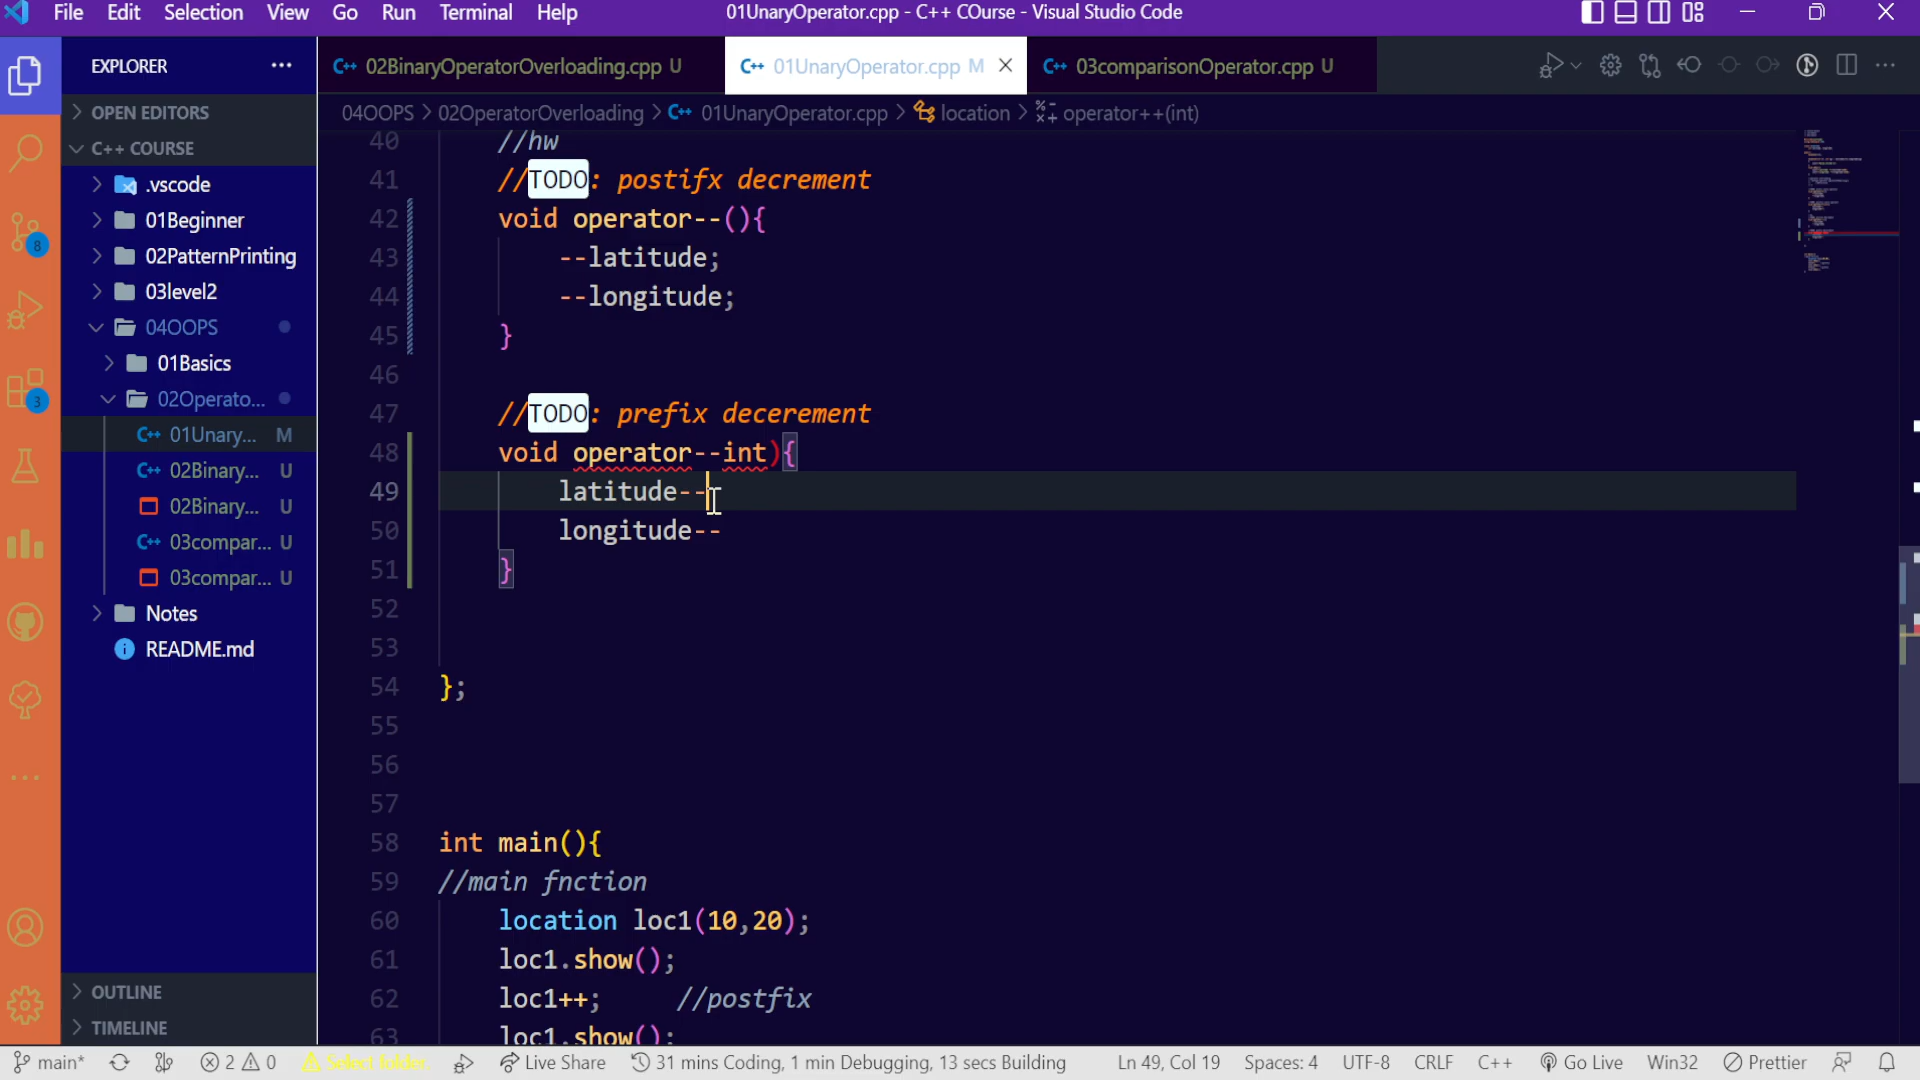 File Edit Selection View Go Run Terminal Help 01UnaryOperator.cpp - C++ COurse - Visual Studio Code
EXPLORER ···
C++ 02BinaryOperatorOverloading.cpp U C++ 01UnaryOperator.cpp M C++ 03comparisonOperator.cpp U
04OOPS > 02OperatorOverloading > C++ 01UnaryOperator.cpp > location > operator++(int)
OPEN EDITORS
C++ COURSE
.vscode
01Beginner
02PatternPrinting
03level2
04OOPS
01Basics
02Operato...
C++ 01Unary... M
C++ 02Binary... U
02Binary... U
C++ 03compar... U
03compar... U
Notes
README.md
OUTLINE
TIMELINE
8
3
40 //hw
41 //TODO: postifx decrement
42 void operator--(){
43 --latitude;
44 --longitude;
45 }
46
47 //TODO: prefix decerement
48 void operator--int){
49 latitude--
50 longitude--
51 }
52
53
54 };
55
56
57
58 int main(){
59 //main fnction
60 location loc1(10,20);
61 loc1.show();
62 loc1++; //postfix
63 loc1.show();
main* 2 0 Select folder. Live Share 31 mins Coding, 1 min Debugging, 13 secs Building Ln 49, Col 19 Spaces: 4 UTF-8 CRLF C++ Go Live Win32 Prettier